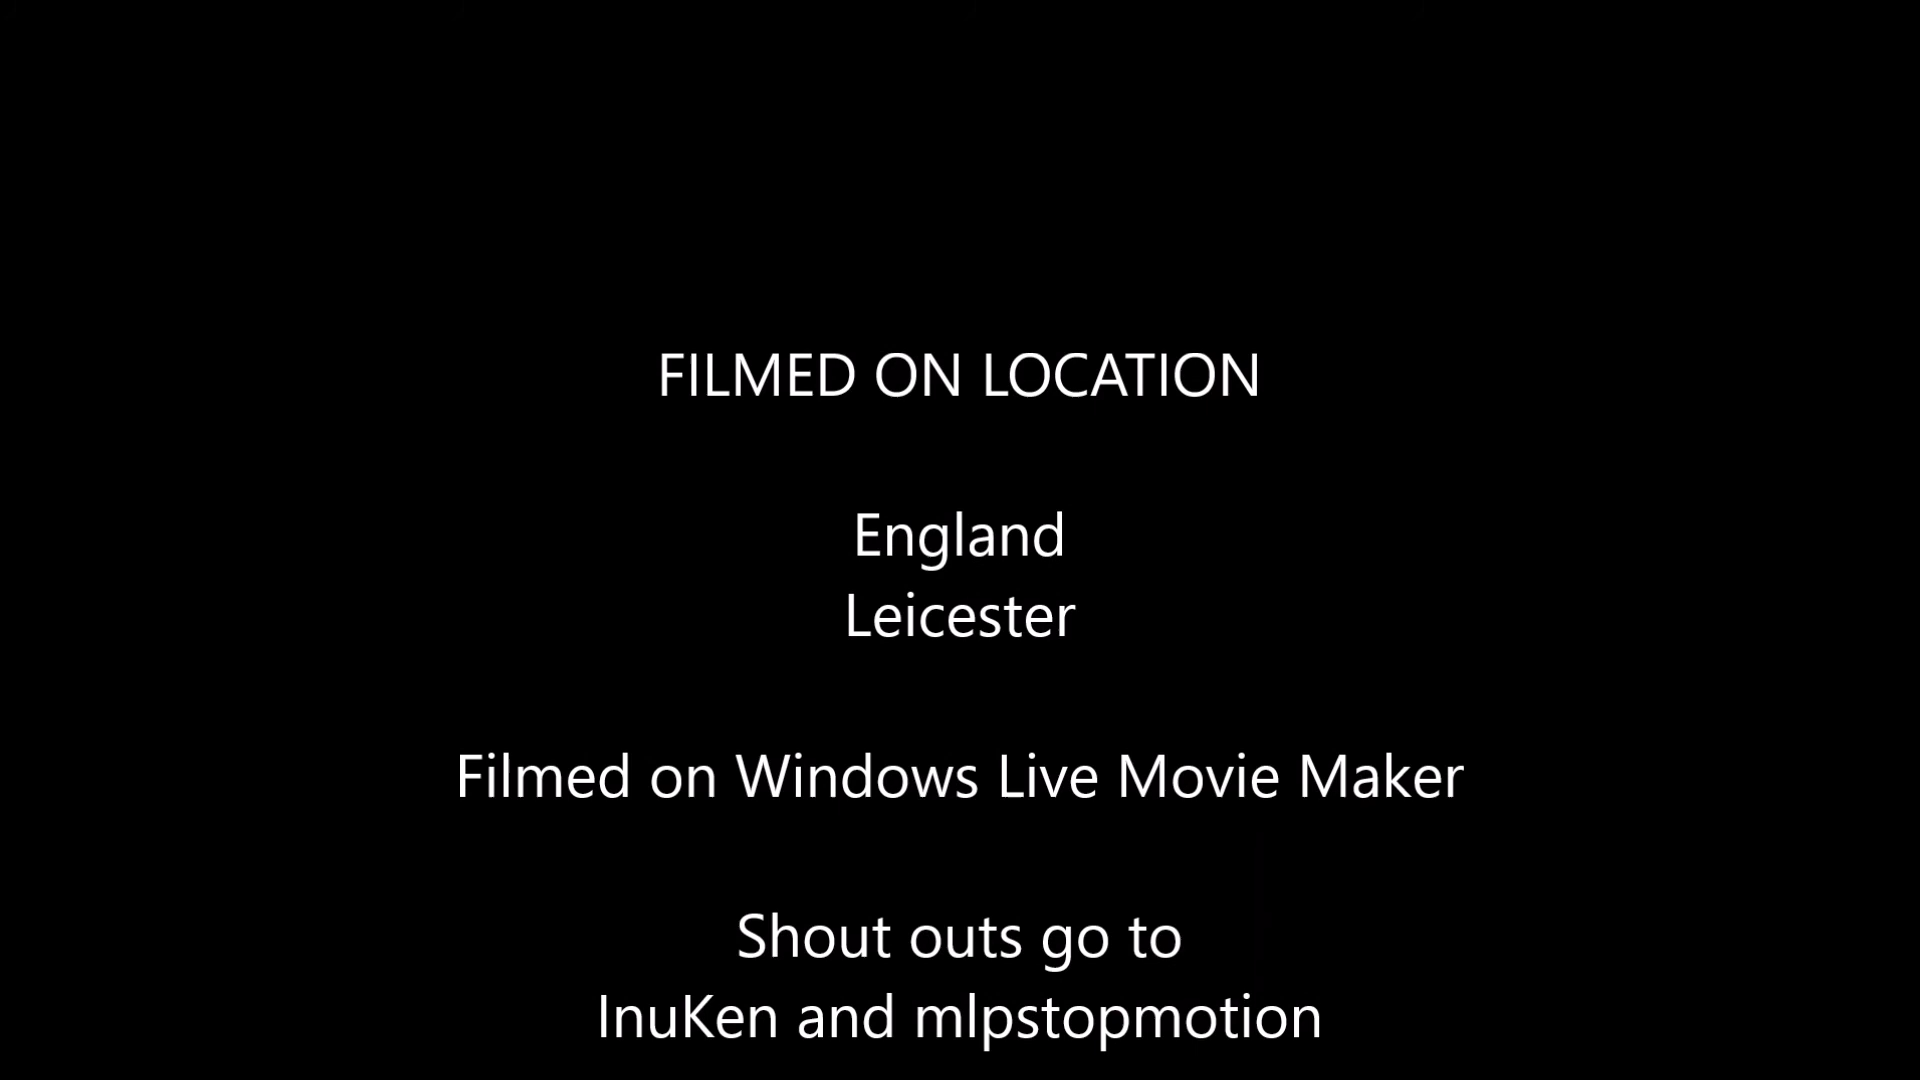 FILMED ON LOCATION
England
Leicester
Filmed on Windows Live Movie Maker
Shout outs go to
InuKen and mlpstopmotion